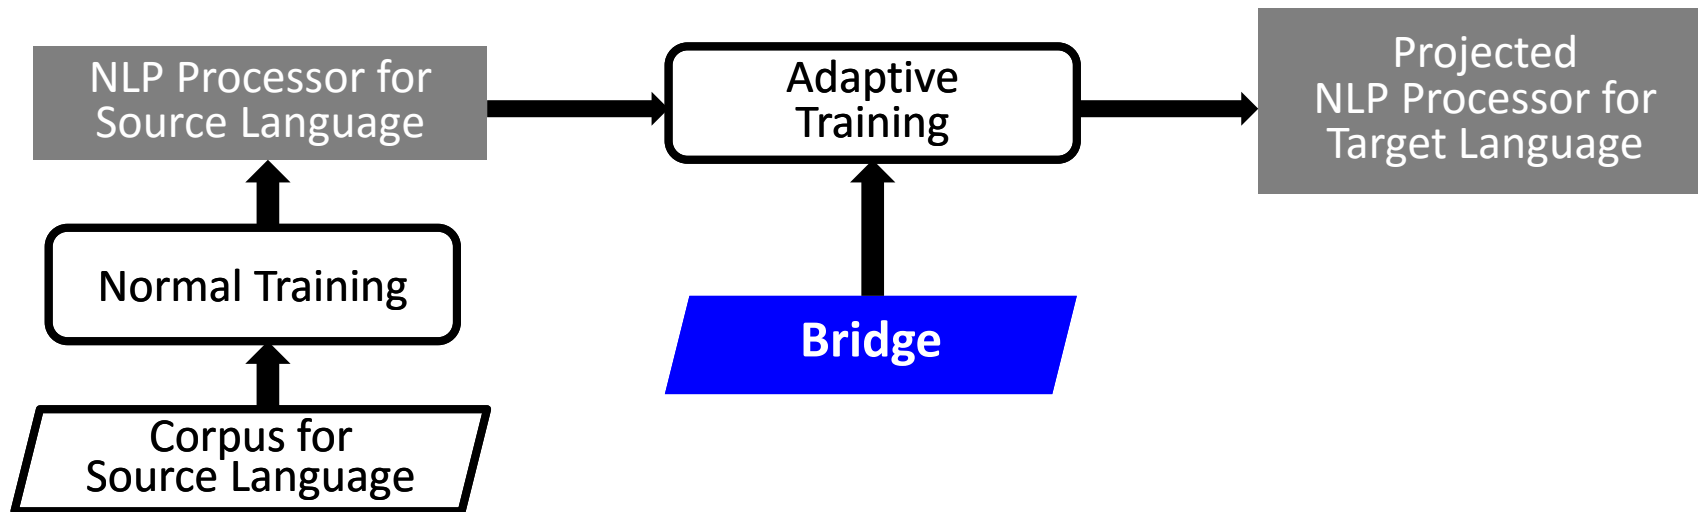 NLP Processor for
Source Language
Adaptive
Training
Projected
NLP Processor for
Target Language
Normal Training
Bridge
Corpus for
Source Language